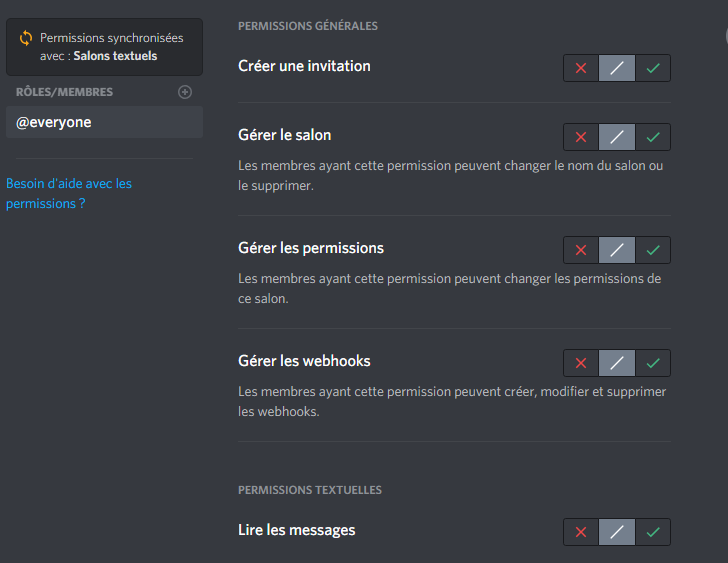 Permissions synchronisées
avec : Salons textuels
RÔLES/MEMBRES
@everyone
Besoin d'aide avec les
permissions ?
PERMISSIONS GÉNÉRALES
Créer une invitation
Gérer le salon
Les membres ayant cette permission peuvent changer le nom du salon ou
le supprimer.
Gérer les permissions
Les membres ayant cette permission peuvent changer les permissions de
ce salon.
Gérer les webhooks
Les membres ayant cette permission peuvent créer, modifier et supprimer
les webhooks.
PERMISSIONS TEXTUELLES
Lire les messages